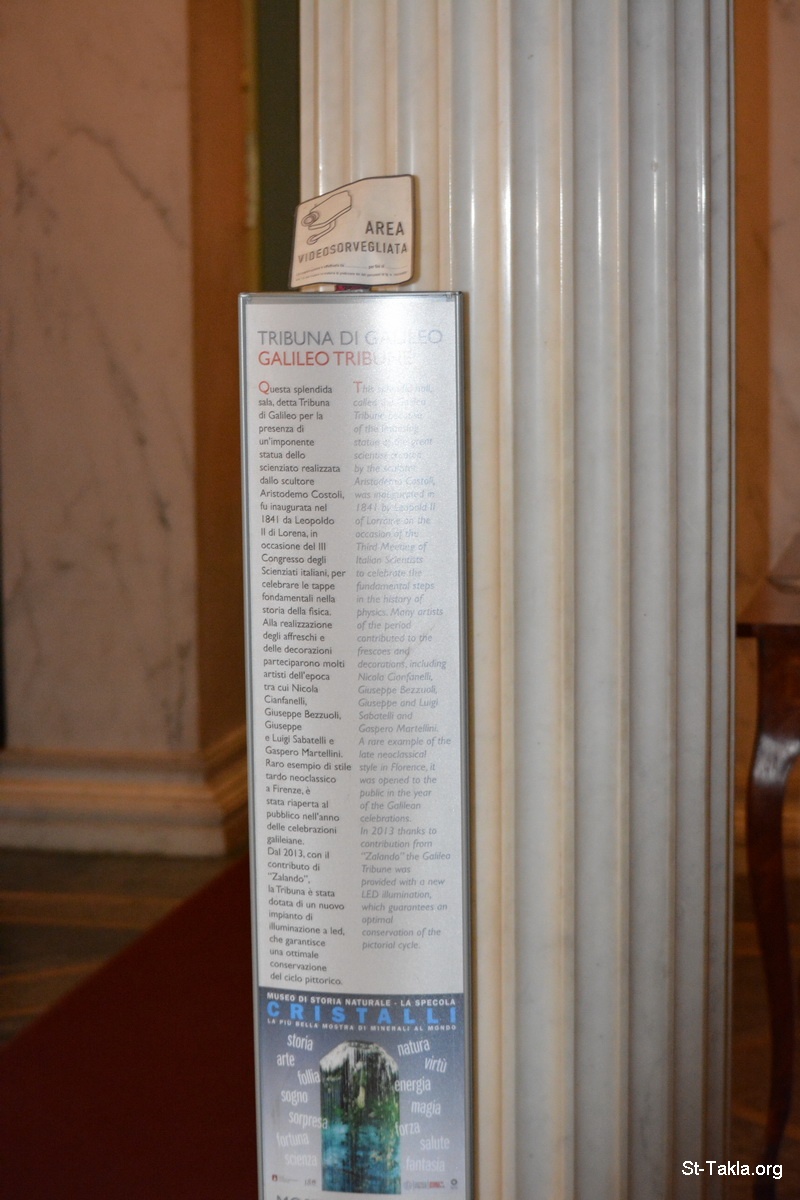 AREA
VIDEOSORVEGLIATA
TRIBUNA DI GALILEO
GALILEO TRIBUNE
Questa splendida
sala, detta Tribuna
di Galileo per la
presenza di
un'imponente
statua dello
scienziato realizzata
dallo scultore
Aristodemo Costoli,
fu inaugurata nel
1841 da Leopoldo
II di Lorena, in
occasione del III
Congresso degli
Scienziati italiani, per
celebrare le tappe
fondamentali nella
storia della fisica.
Alla realizzazione
degli affreschi e
delle decorazioni
parteciparono molti
artisti dell'epoca
tra cui Nicola
Cianfanelli,
Giuseppe Bezzuoli,
Giuseppe
e Luigi Sabatelli e
Gaspero Martellini.
Raro esempio di stile
tardo neoclassico
a Firenze, è
stata riaperta al
pubblico nell'anno
delle celebrazioni
galileiane.
Dal 2013, con il
contributo di
"Zalando",
la Tribuna è stata
dotata di un nuovo
impianto di
illuminazione a led,
che garantisce
una ottimale
conservazione
del ciclo pittorico.
This
called the
Tribune
of the
statue of the great
scientist
by the sculptor
Aristodemo Costoli,
was inaugurated in
1841 by Leopold II
of Lorraine on the
occasion of the
Third Meeting of
Italian Scientists
to celebrate the
fundamental steps
in the history of
physics. Many artists
of the period
contributed to the
frescoes and
decorations, including
Nicola Cianfanelli,
Giuseppe Bezzuoli,
Giuseppe and Luigi
Sabatelli and
Gaspero Martellini.
A rare example of the
late neoclassical
style in Florence, it
was opened to the
public in the year
of the Galilean
celebrations.
In 2013 thanks to
contribution from
"Zalando" the Galileo
Tribune was
provided with a new
LED illumination,
which guarantees an
optimal
conservation of the
pictorial cycle.
MUSEO DI STORIA NATURALE - LA SPECOLA
CRISTALLI
LA PIÙ BELLA MOSTRA DI MINERALI AL MONDO
storia
arte
follia
sogno
sorpresa
fortuna
scienza
natura
virtù
energia
magia
forza
salute
fantasia
St-Takla.org